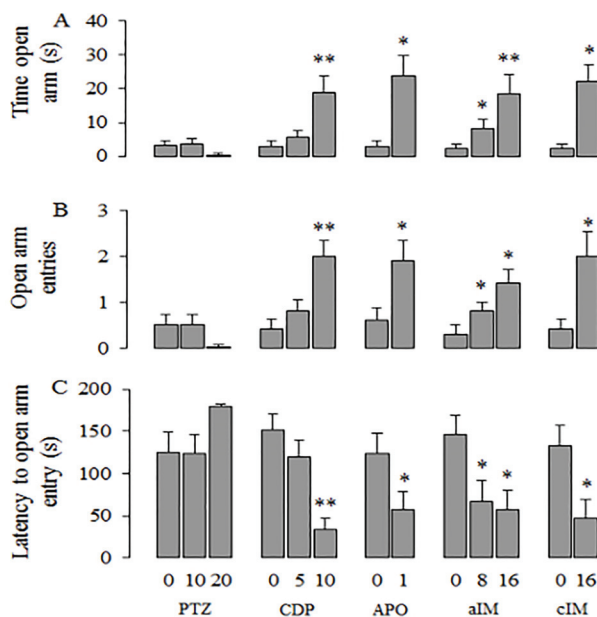 A
Time open
arm (s)
40
30
20
10
0
** * * ** *
B
Open arm
entries
3
2
1
0
** * * * *
C
Latency to open arm
entry (s)
200
150
100
50
0
** * * * *
0 10 20 0 5 10 0 1 0 8 16 0 16
PTZ CDP APO aIM cIM